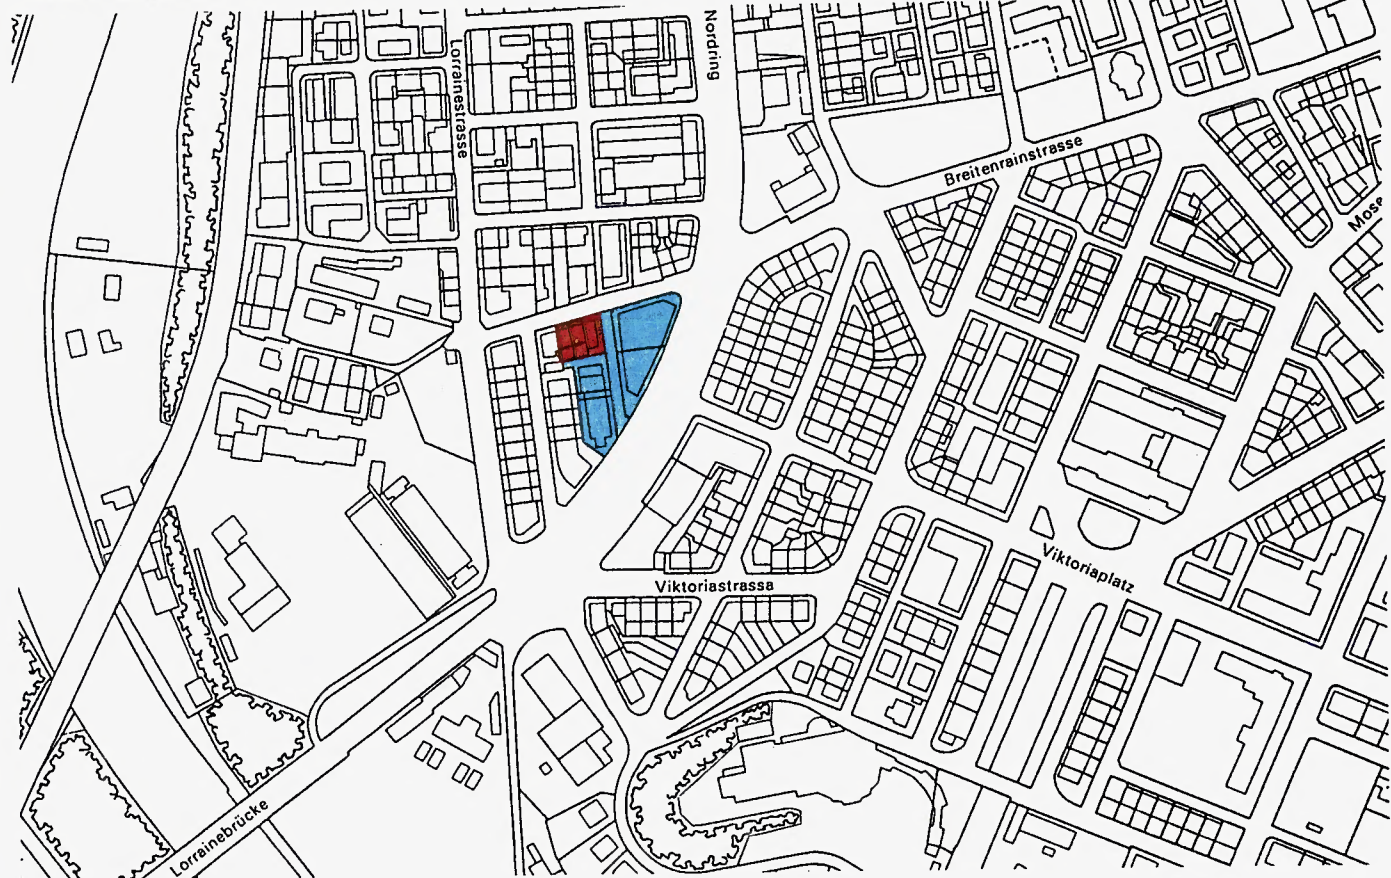 Nordring
Lorrainestrasse
Breitenrainstrasse
Mose
Viktoriaplatz
Viktoriastrassa
Lorrainebrücke